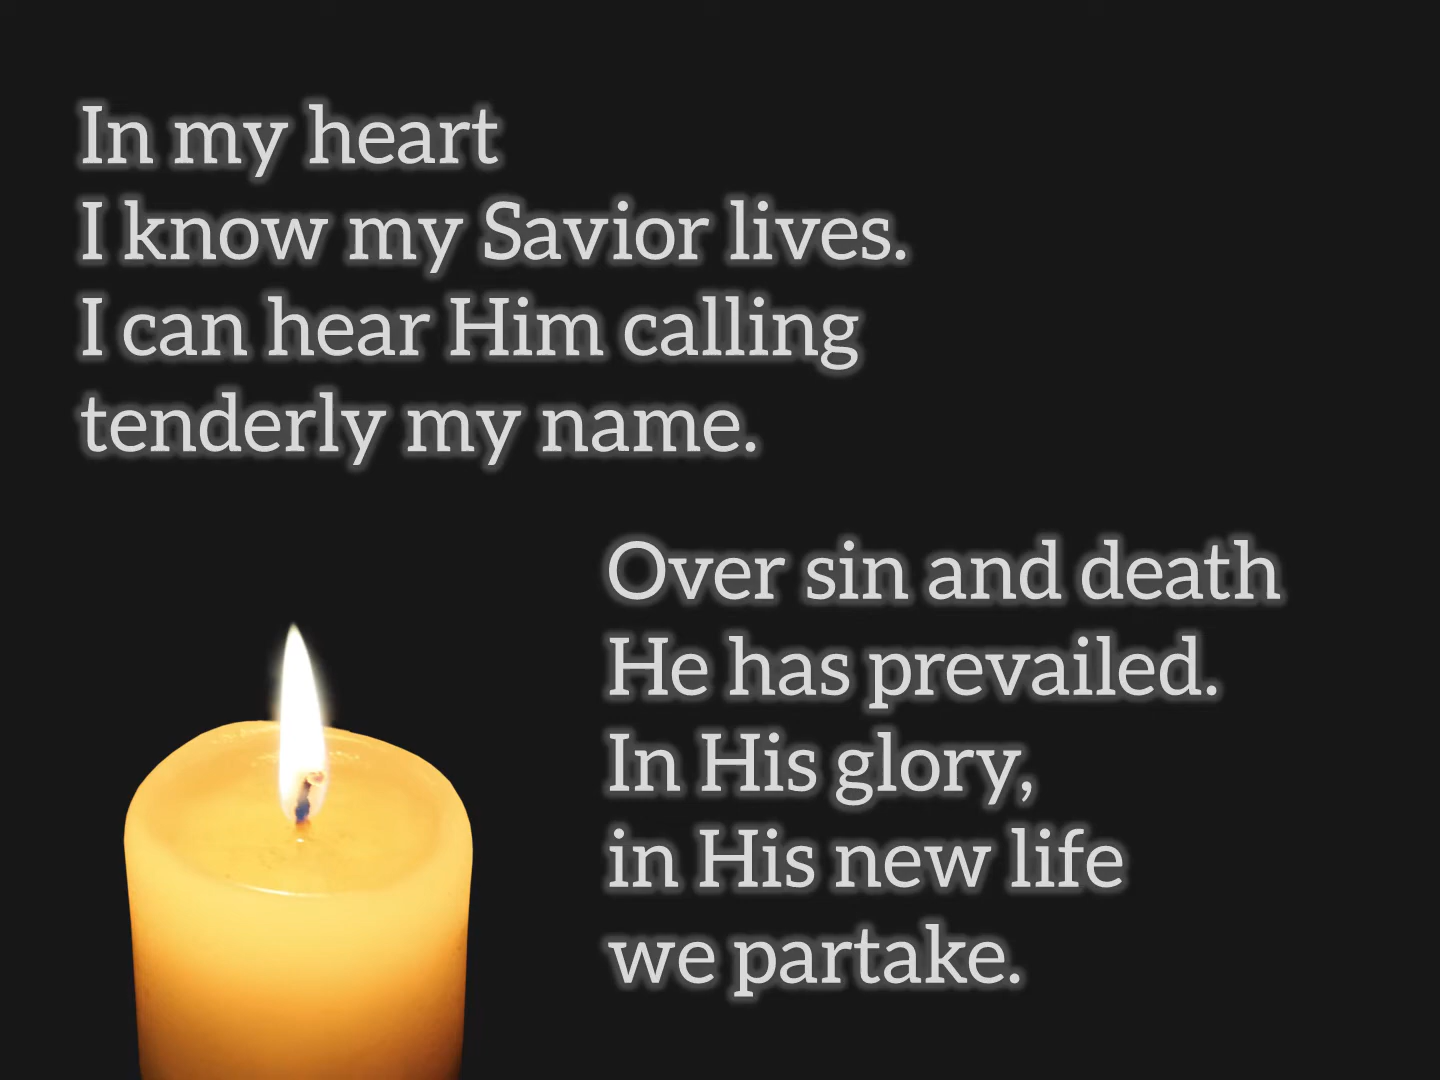 In my heart
I know my Savior lives.
I can hear Him calling
tenderly my name.
Over sin and death
He has prevailed.
In His glory,
in His new life
we partake.